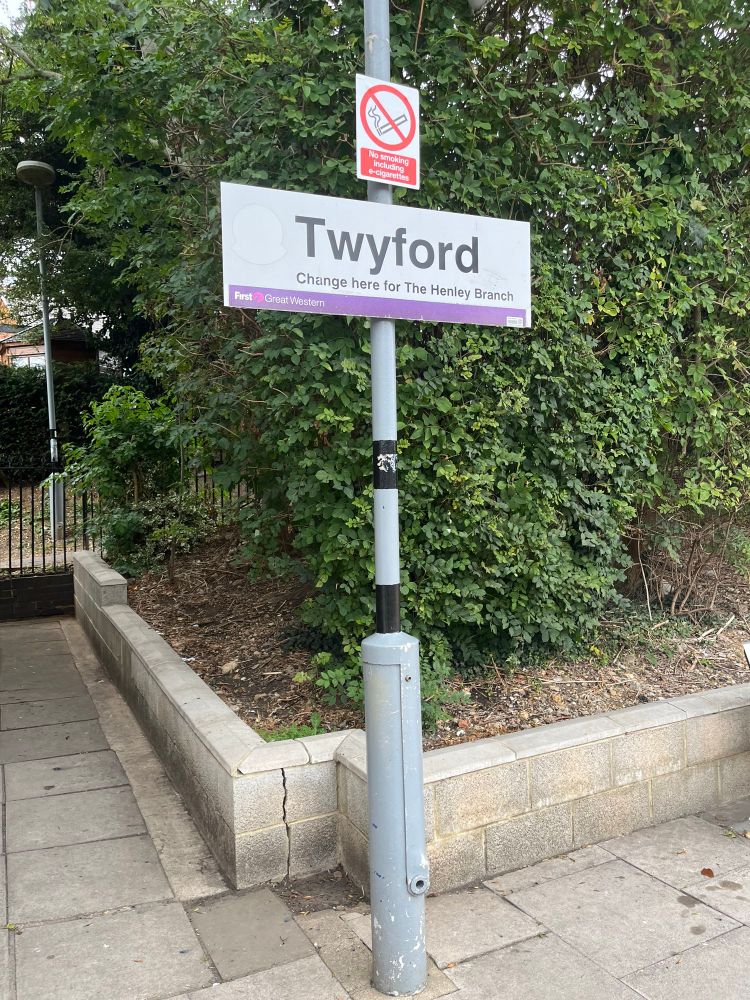 No smoking
including
e-cigarettes
Twyford
Change here for The Henley Branch
First Great Western